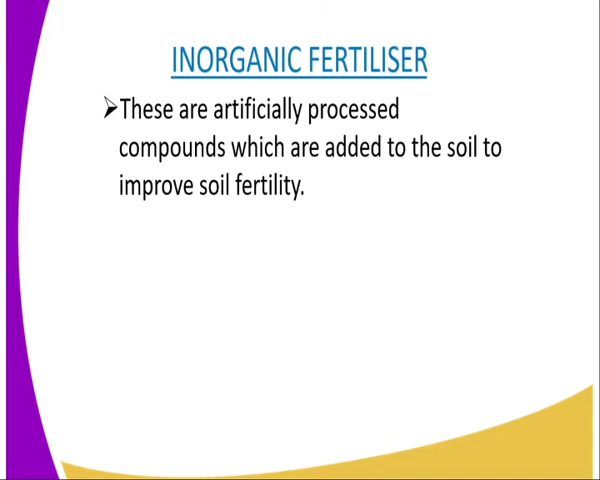 INORGANIC FERTILISER
➢These are artificially processed
compounds which are added to the soil to
improve soil fertility.